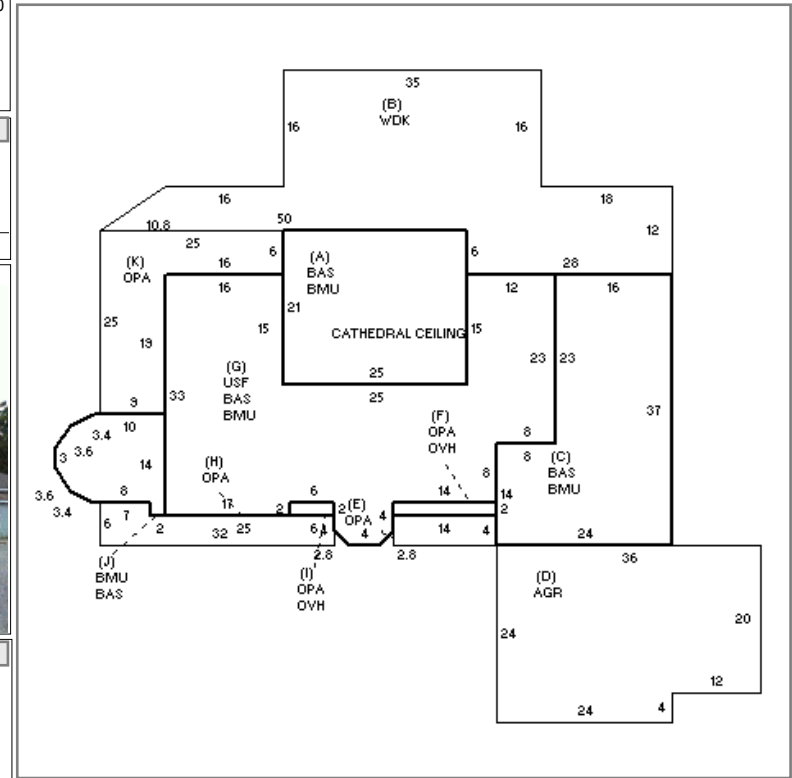 35
(B)
WDK
16 16
16 18
10.8 50 12
25 6 (A) 6
(K) 16 BAS 28
OPA 16 BMU 12 16
21
25 15 CATHEDRAL CEILING 15
19 23 23
(G) 25
USF 25
9 33 BAS 37
10 BMU (F)
3.4 OPA 8
3 3.6 OVH 8 (C)
14 (H) 8 BAS
OPA BMU
3.6 8 6 (E) 14 14
3.4 7 17 2 2 OPA 4 2
6 2 32 25 6 4 4 14 4 24
2.8 2.8 36
(J) (I) (D)
BMU OPA AGR
BAS OVH
20
24
12
24 4